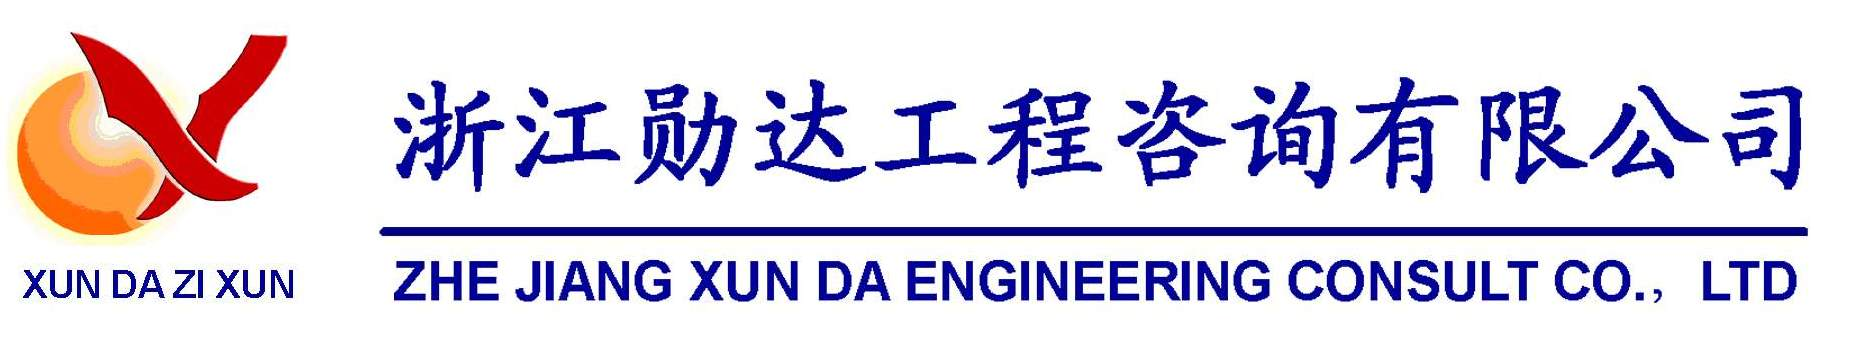 浙江勋达工程咨询有限公司
XUN DA ZI XUN
ZHE JIANG XUN DA ENGINEERING CONSULT CO.，LTD